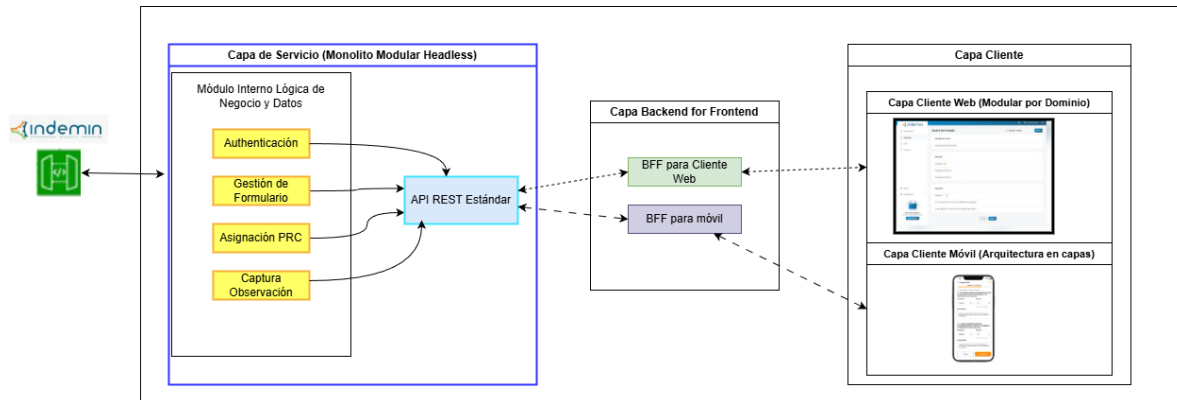 indemin
</>
Capa de Servicio (Monolito Modular Headless)
Módulo Interno Lógica de
Negocio y Datos
Authenticación
Gestión de
Formulario
Asignación PRC
Captura
Observación
API REST Estándar
Capa Backend for Frontend
BFF para Cliente
Web
BFF para móvil
Capa Cliente
Capa Cliente Web (Modular por Dominio)
indemin
Capa Cliente Móvil (Arquitectura en capas)